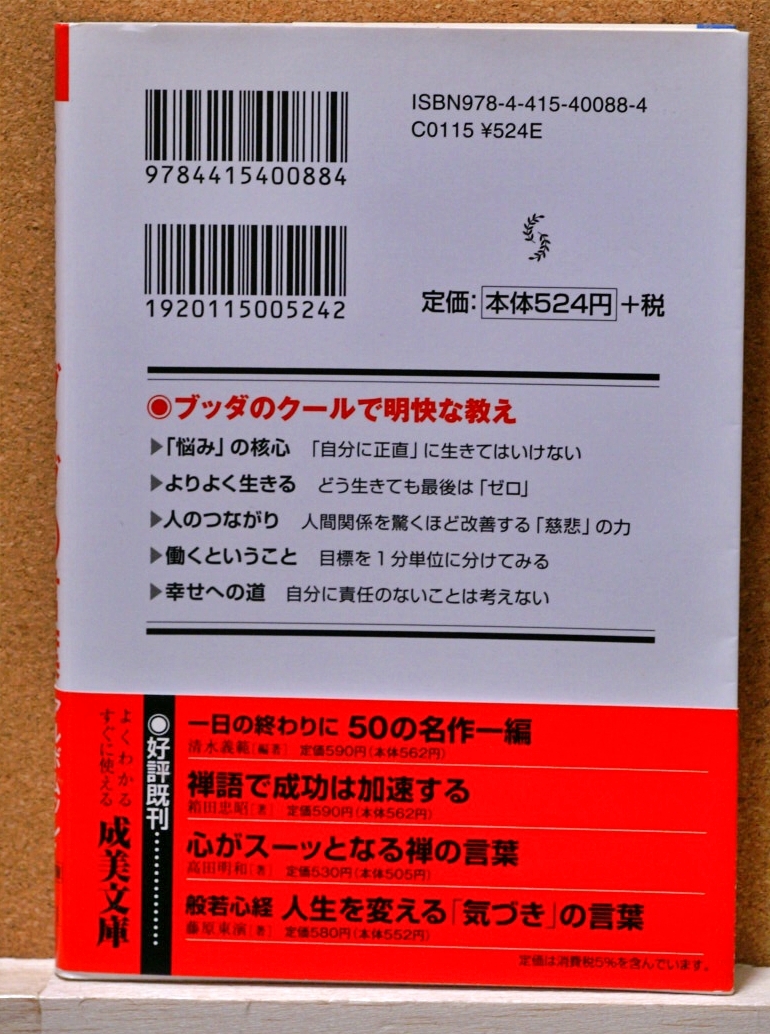 ISBN978-4-415-40088-4
C0115 ¥524E
9784415400884
1920115005242
定価：本体524円＋税
◉ブッダのクールで明快な教え
▶「悩み」の核心 「自分に正直」に生きてはいけない
▶よりよく生きる どう生きても最後は「ゼロ」
▶人のつながり 人間関係を驚くほど改善する「慈悲」の力
▶働くということ 目標を1分単位に分けてみる
▶幸せへの道 自分に責任のないことは考えない
よくわかる
すぐに使える
成美文庫
◉好評既刊……………
一日の終わりに 50の名作一編
清水義範［編著］ 定価590円（本体562円）
禅語で成功は加速する
箱田忠昭［著］ 定価590円（本体562円）
心がスーッとなる禅の言葉
高田明和［著］ 定価530円（本体505円）
般若心経 人生を変える「気づき」の言葉
藤原東演［著］ 定価580円（本体552円）
定価は消費税5%を含んでいます。